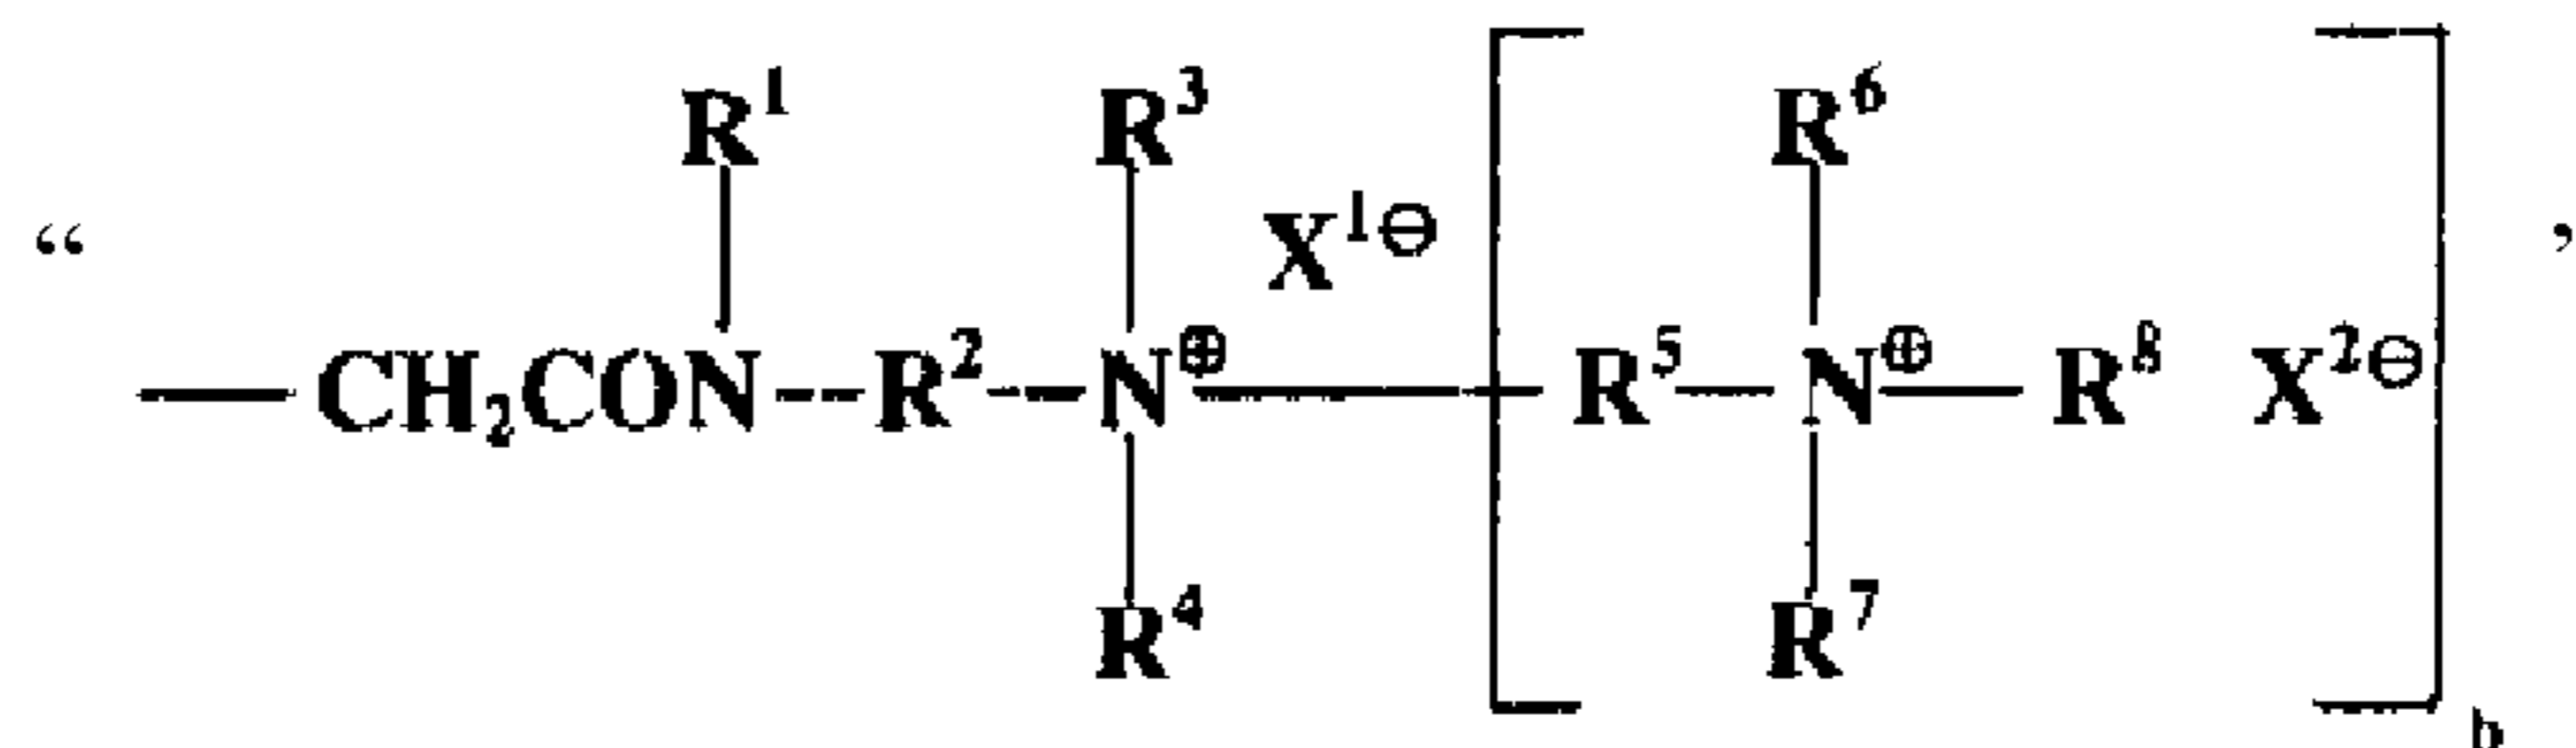 R¹ R³ R⁶
“ X¹⊖ ,
—CH₂CON--R²--N⊕—[R⁵—N⊕—R⁸ X²⊖]
R⁴ R⁷
b